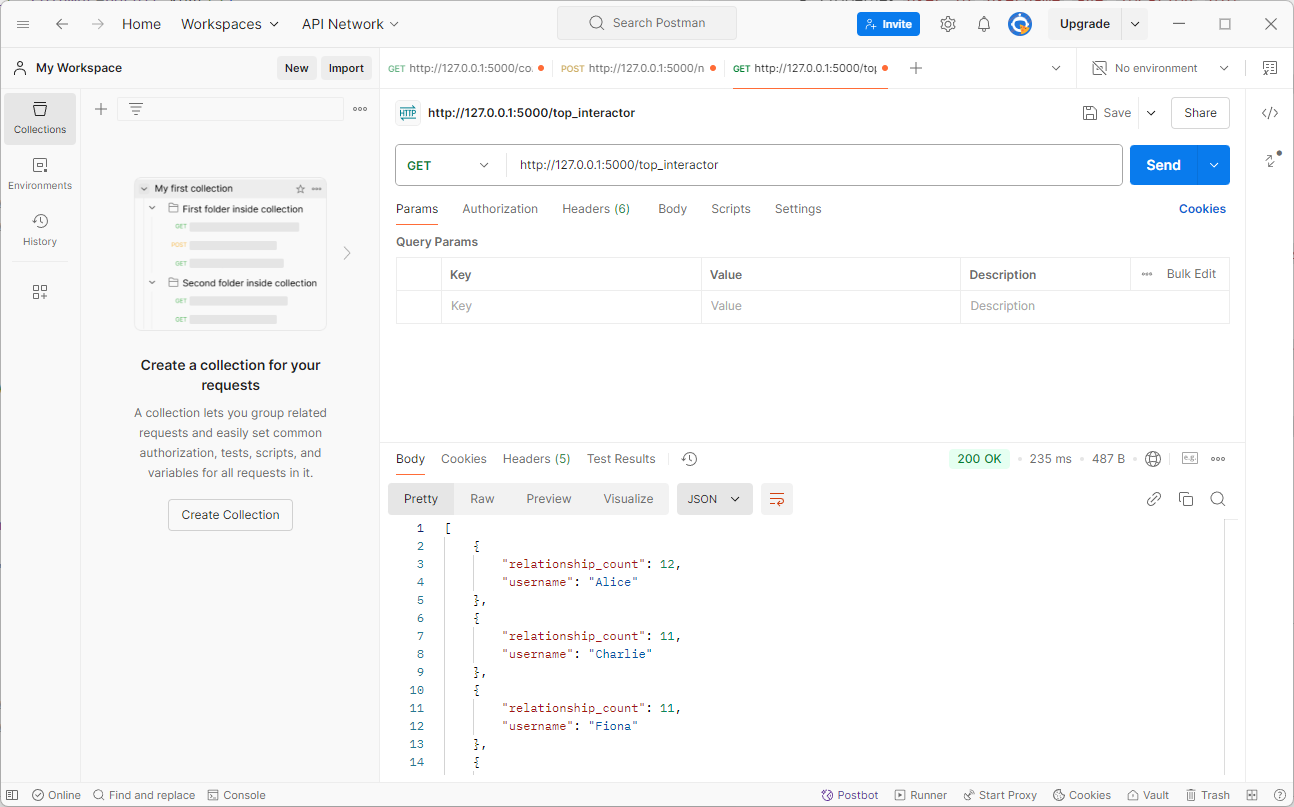 Home Workspaces API Network Search Postman Invite Upgrade
My Workspace New Import GET http://127.0.0.1:5000/co POST http://127.0.0.1:5000/n GET http://127.0.0.1:5000/top No environment
Collections
Environments
History
My first collection
First folder inside collection
GET
POST
GET
Second folder inside collection
GET
GET
Create a collection for your
requests
A collection lets you group related
requests and easily set common
authorization, tests, scripts, and
variables for all requests in it.
Create Collection
HTTP http://127.0.0.1:5000/top_interactor Save Share
GET http://127.0.0.1:5000/top_interactor Send
Params Authorization Headers (6) Body Scripts Settings Cookies
Query Params
Key Value Description Bulk Edit
Key Value Description
Body Cookies Headers (5) Test Results 200 OK 235 ms 487 B e.g.
Pretty Raw Preview Visualize JSON
1 [
2 {
3 "relationship_count": 12,
4 "username": "Alice"
5 },
6 {
7 "relationship_count": 11,
8 "username": "Charlie"
9 },
10 {
11 "relationship_count": 11,
12 "username": "Fiona"
13 },
14 {
Online Find and replace Console Postbot Runner Start Proxy Cookies Vault Trash